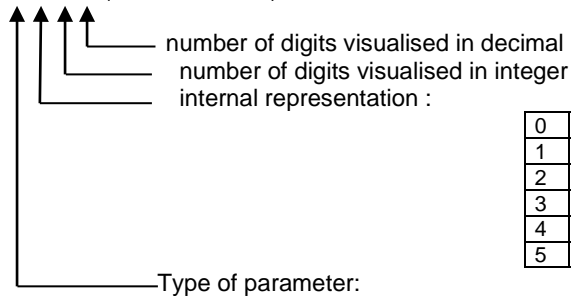 number of digits visualised in decimal
number of digits visualised in integer
internal representation :
0
1
2
3
4
5
Type of parameter: